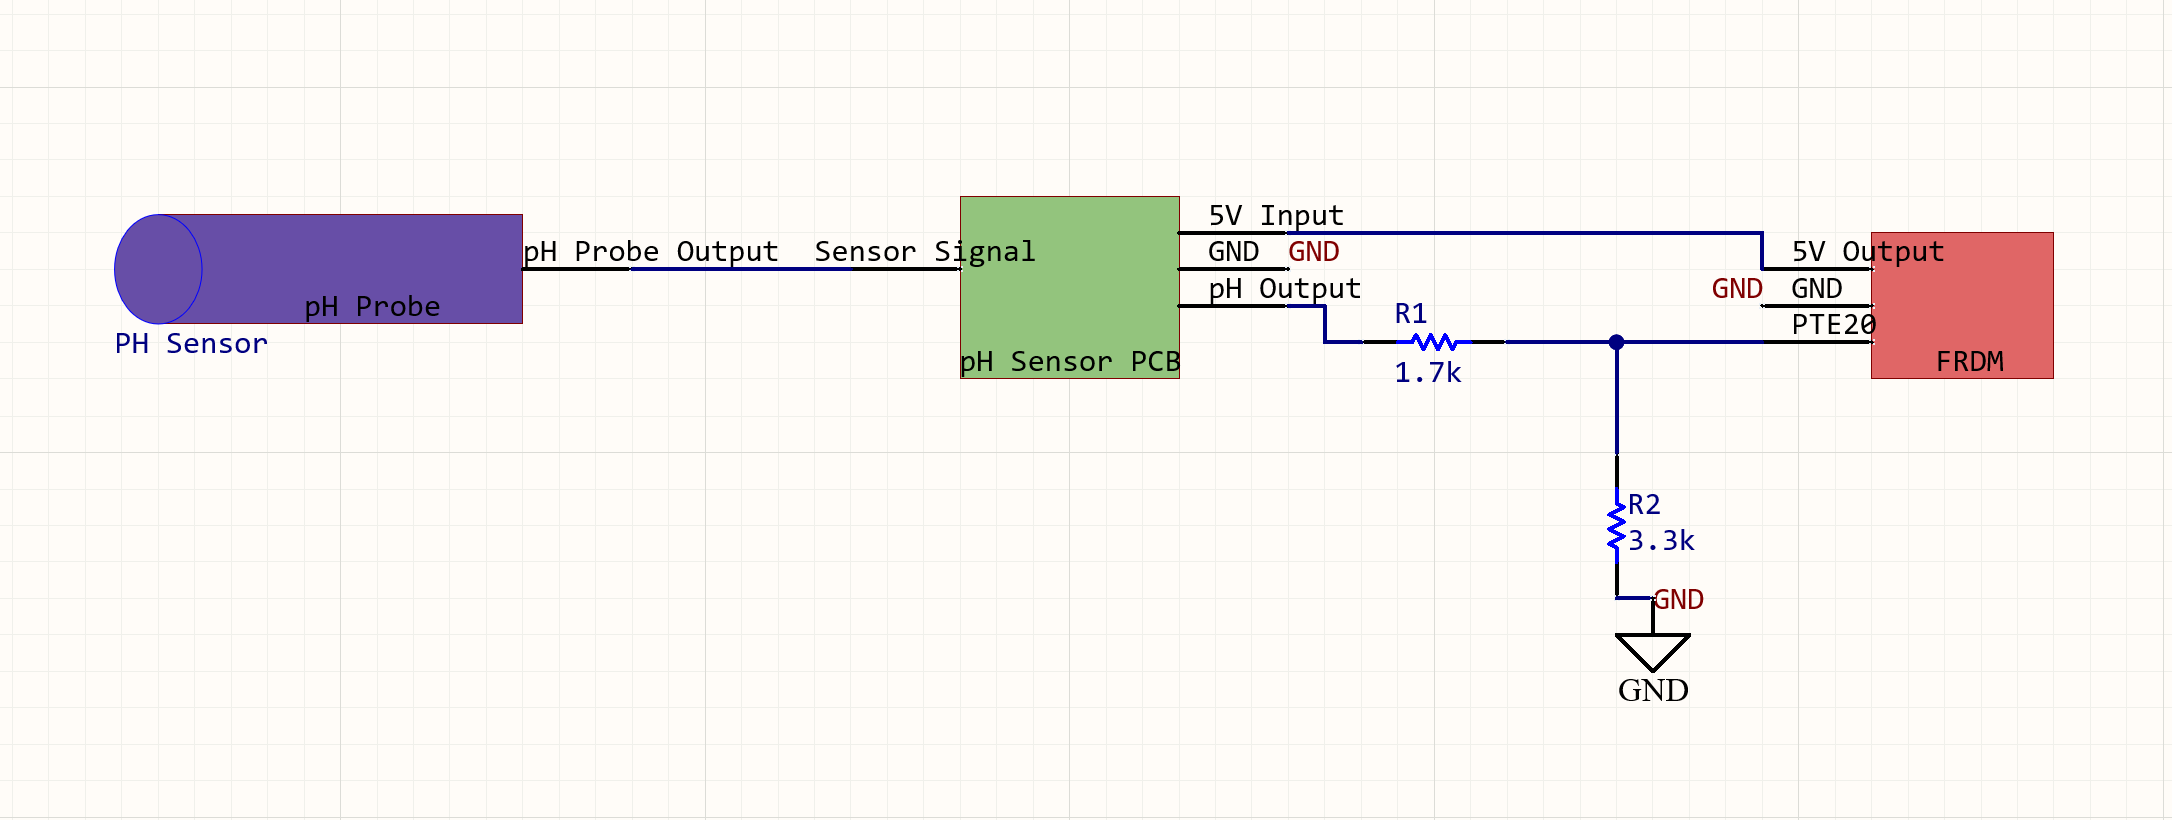 pH Probe Output
pH Probe
PH Sensor
Sensor Signal
pH Sensor PCB
5V Input
GND GND
pH Output
R1
1.7k
R2
3.3k
GND
GND
5V Output
GND GND
PTE20
FRDM